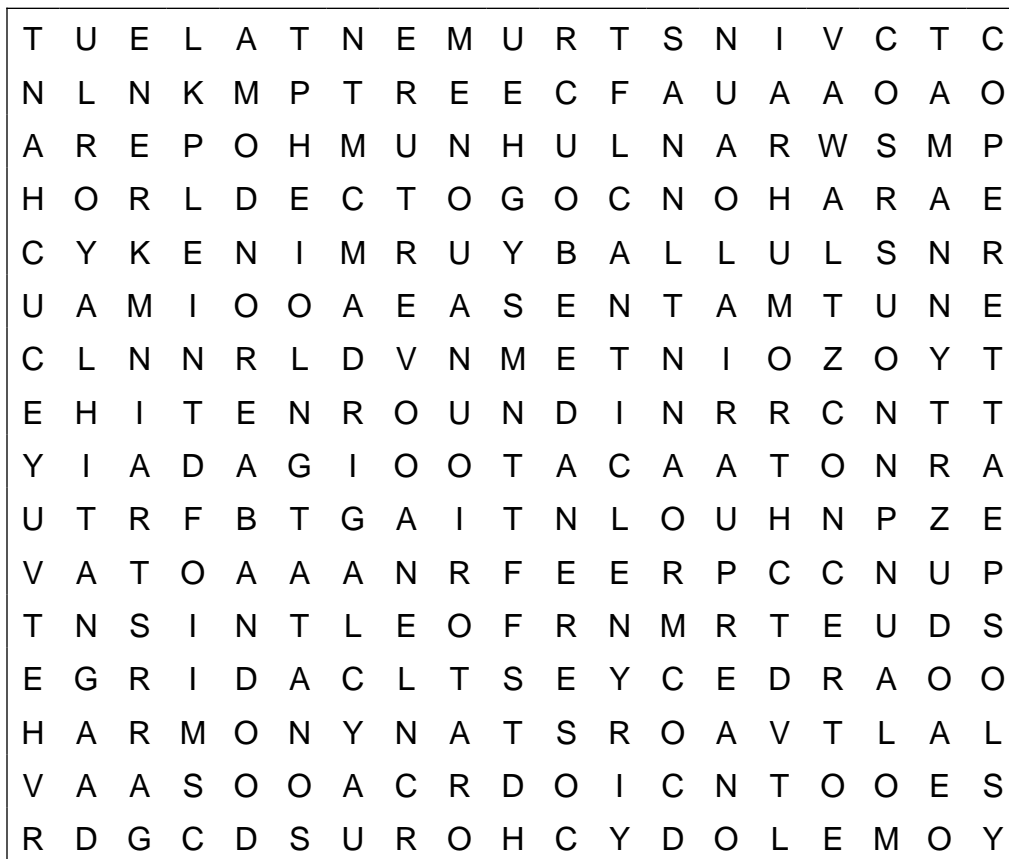 T U E L A T N E M U R T S N I V C T C
N L N K M P T R E E C F A U A A O A O
A R E P O H M U N H U L N A R W S M P
H O R L D E C T O G O C N O H A R A E
C Y K E N I M R U Y B A L L U L S N R
U A M I O O A E A S E N T A M T U N E
C L N N R L D V N M E T N I O Z O Y T
E H I T E N R O U N D I N R R C N T T
Y I A D A G I O O T A C A A T O N R A
U T R F B T G A I T N L O U H N P Z E
V A T O A A A N R F E E R P C C N U P
T N S I N T L E O F R N M R T E U D S
E G R I D A C L T S E Y C E D R A O O
H A R M O N Y N A T S R O A V T L A L
V A A S O O A C R D O I C N T O O E S
R D G C D S U R O H C Y D O L E M O Y